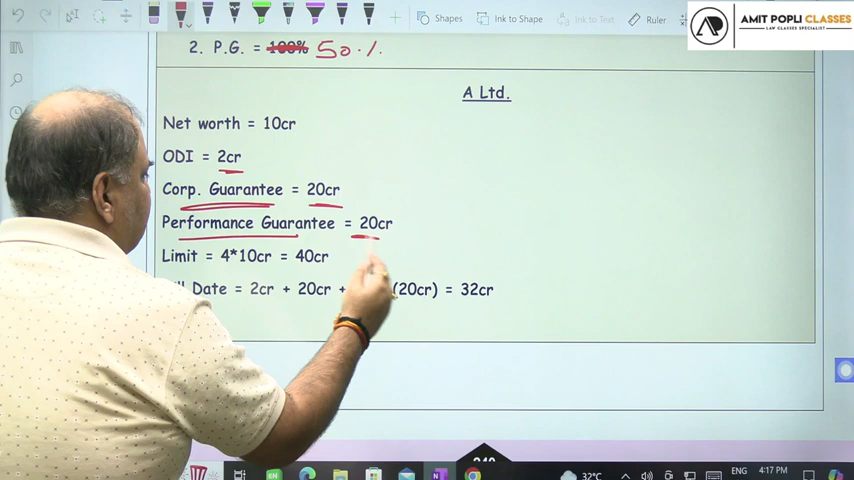 Shapes
Ink to Shape
Ink to Text
Ruler
AMIT POPLI CLASSES
LAW CLASSES SPECIALIST
2. P.G. = 100% 50%
A Ltd.
Net worth = 10cr
ODI = 2cr
Corp. Guarantee = 20cr
Performance Guarantee = 20cr
Limit = 4*10cr = 40cr
Date = 2cr + 20cr + (20cr) = 32cr
32°C
ENG
4:17 PM